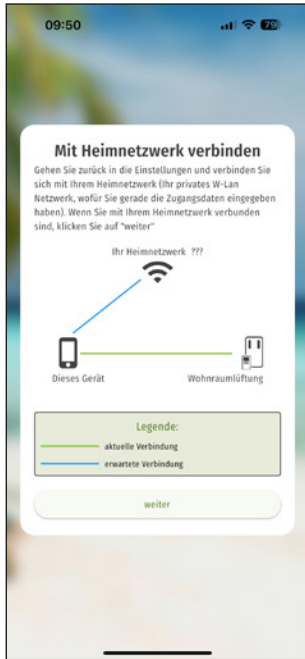 09:50
79
Mit Heimnetzwerk verbinden
Gehen Sie zurück in die Einstellungen und verbinden Sie
sich mit Ihrem Heimnetzwerk (Ihr privates W-Lan
Netzwerk, wofür Sie gerade die Zugangsdaten eingegeben
haben). Wenn Sie mit Ihrem Heimnetzwerk verbunden
sind, klicken Sie auf "weiter"
Ihr Heimnetzwerk ???
Dieses Gerät
Wohnraumlüftung
Legende:
aktuelle Verbindung
erwartete Verbindung
weiter